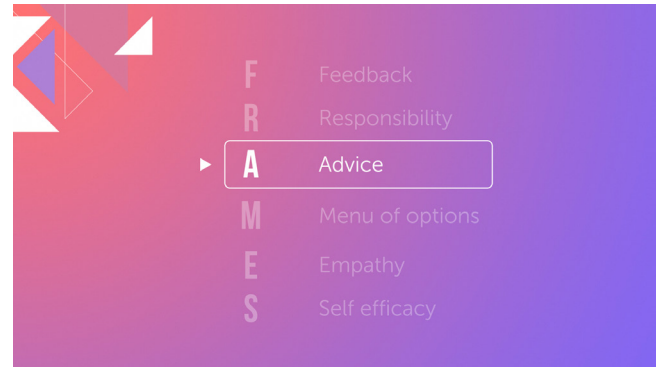 F Feedback
R Responsibility
A Advice
M Menu of options
E Empathy
S Self efficacy